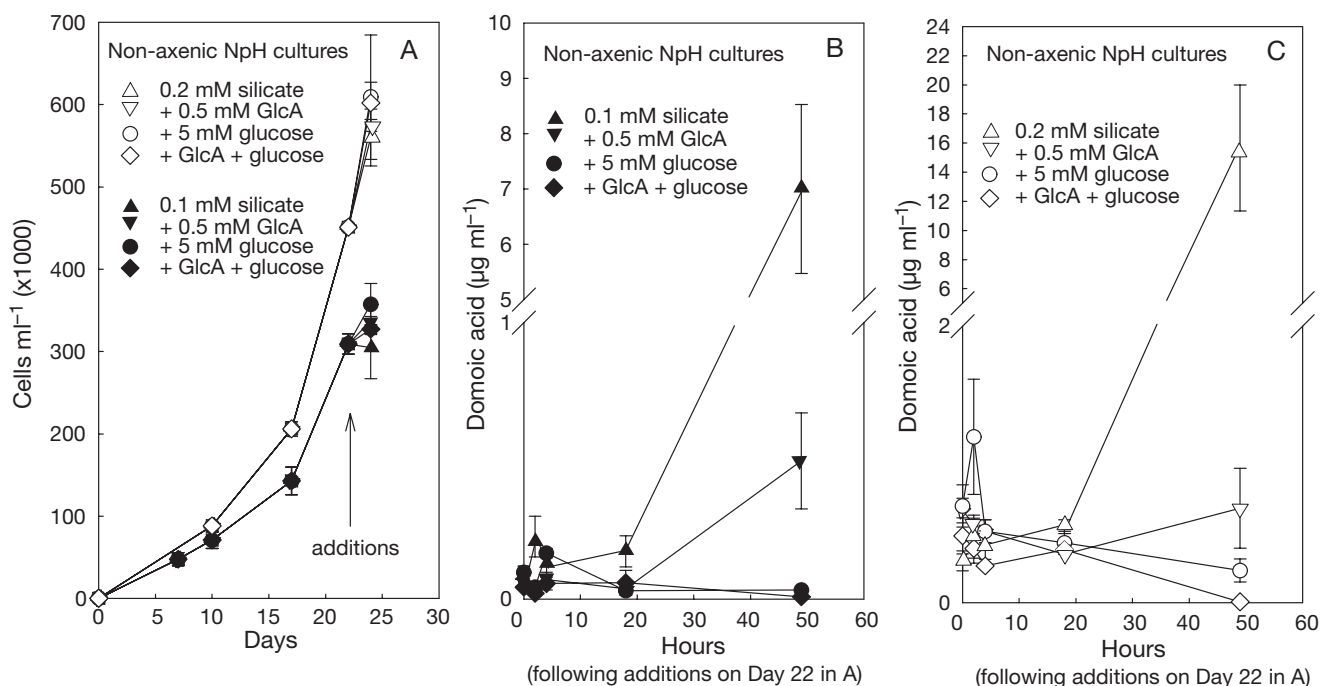 A
Non-axenic NpH cultures
0.2 mM silicate
+ 0.5 mM GlcA
+ 5 mM glucose
+ GlcA + glucose
0.1 mM silicate
+ 0.5 mM GlcA
+ 5 mM glucose
+ GlcA + glucose
additions
Cells ml⁻¹ (x1000)
700
600
500
400
300
200
100
0
0 5 10 15 20 25 30
Days
B
Non-axenic NpH cultures
0.1 mM silicate
+ 0.5 mM GlcA
+ 5 mM glucose
+ GlcA + glucose
Domoic acid (µg ml⁻¹)
10
9
8
7
6
5
1
0
0 10 20 30 40 50 60
Hours
(following additions on Day 22 in A)
C
Non-axenic NpH cultures
0.2 mM silicate
+ 0.5 mM GlcA
+ 5 mM glucose
+ GlcA + glucose
Domoic acid (µg ml⁻¹)
24
22
20
18
16
14
12
10
8
6
4
2
0
0 10 20 30 40 50 60
Hours
(following additions on Day 22 in A)